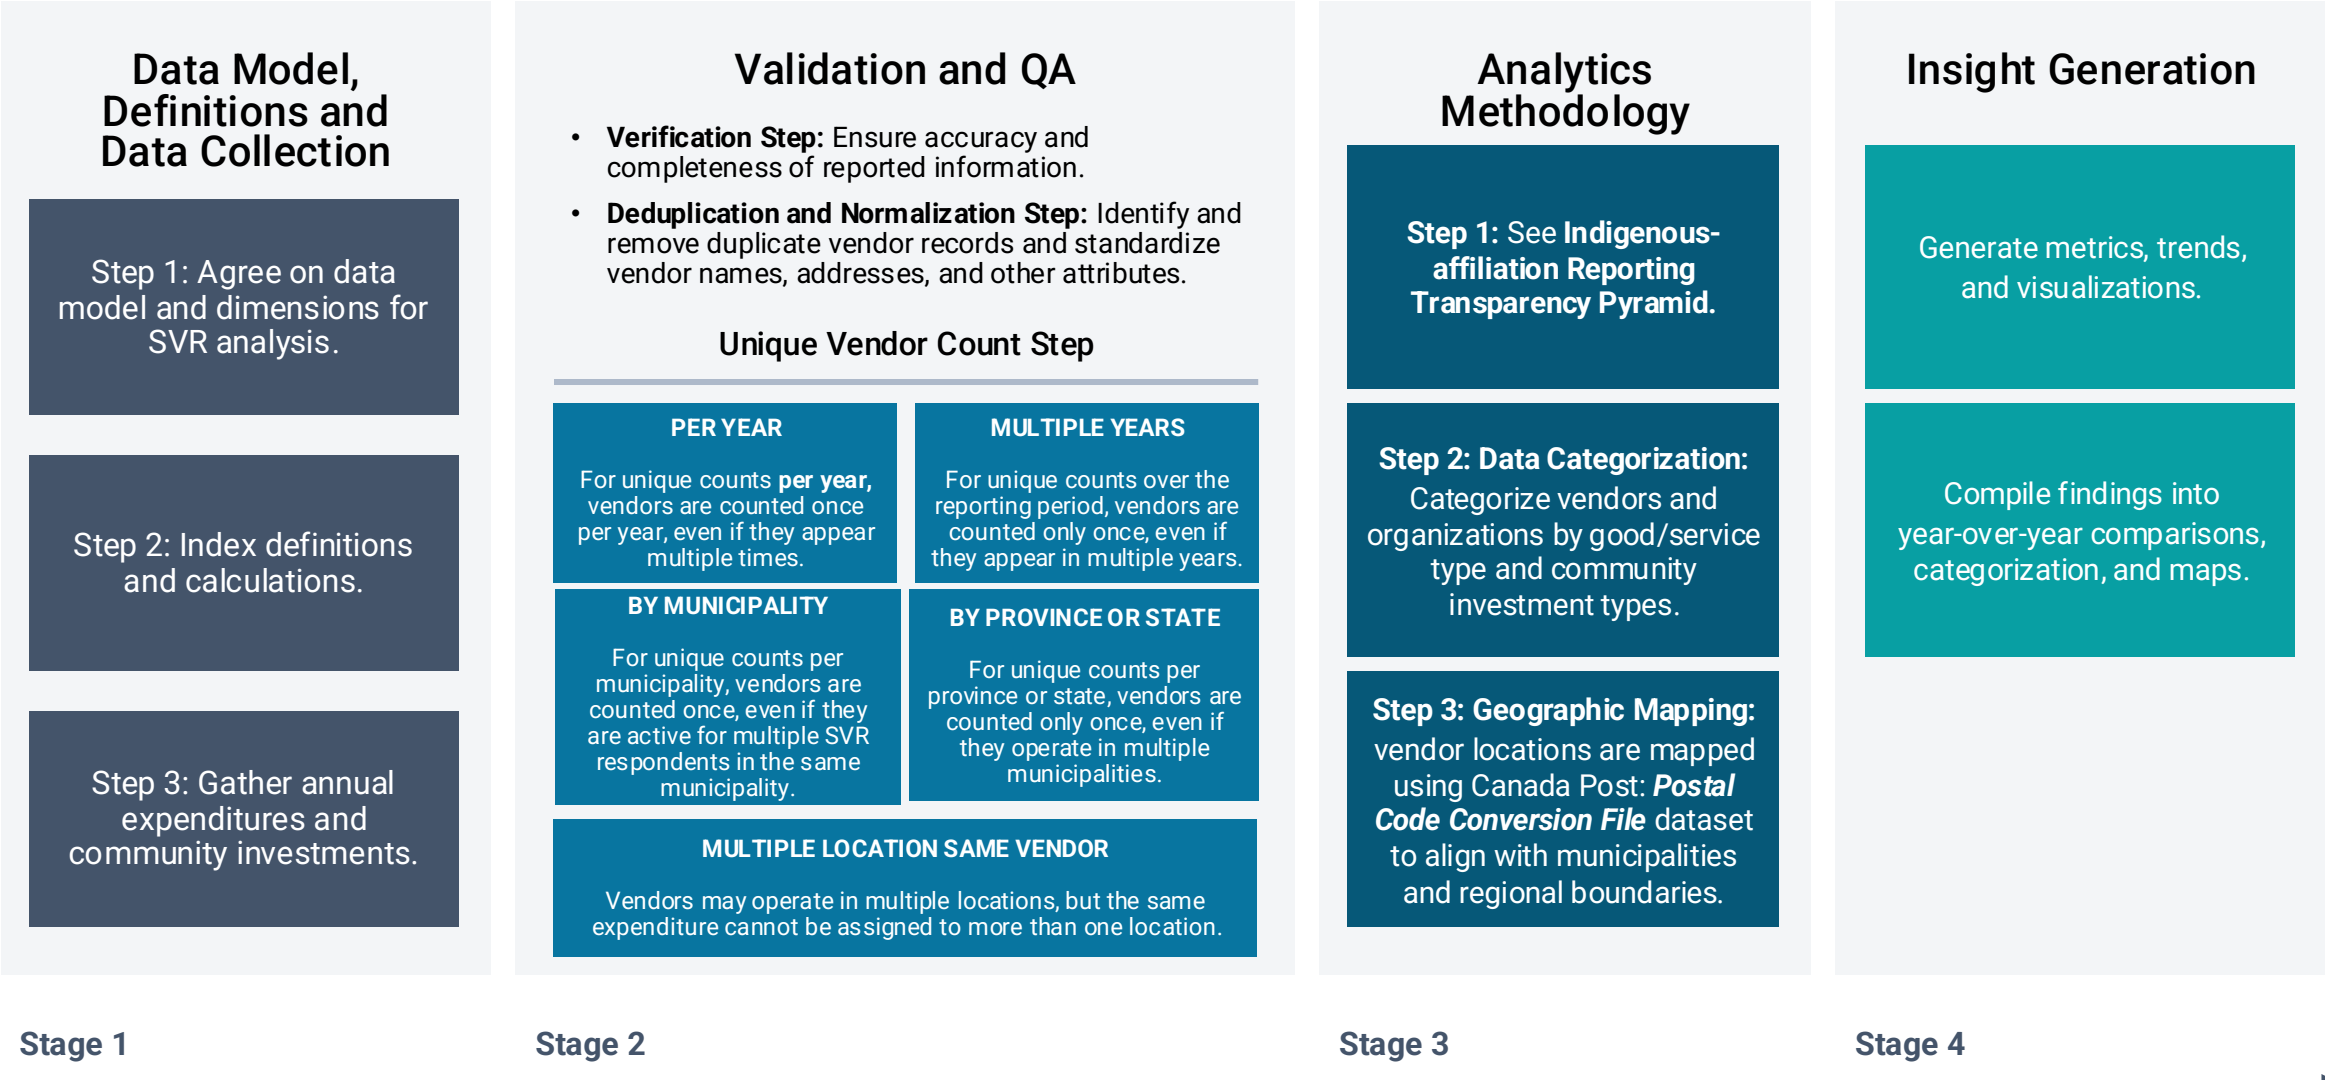 Data Model,
Definitions and
Data Collection
Step 1: Agree on data
model and dimensions for
SVR analysis.
Step 2: Index definitions
and calculations.
Step 3: Gather annual
expenditures and
community investments.
Stage 1
Validation and QA
• Verification Step: Ensure accuracy and
completeness of reported information.
• Deduplication and Normalization Step: Identify and
remove duplicate vendor records and standardize
vendor names, addresses, and other attributes.
Unique Vendor Count Step
PER YEAR
For unique counts per year,
vendors are counted once
per year, even if they appear
multiple times.
MULTIPLE YEARS
For unique counts over the
reporting period, vendors are
counted only once, even if
they appear in multiple years.
BY MUNICIPALITY
For unique counts per
municipality, vendors are
counted once, even if they
are active for multiple SVR
respondents in the same
municipality.
BY PROVINCE OR STATE
For unique counts per
province or state, vendors are
counted only once, even if
they operate in multiple
municipalities.
MULTIPLE LOCATION SAME VENDOR
Vendors may operate in multiple locations, but the same
expenditure cannot be assigned to more than one location.
Stage 2
Analytics
Methodology
Step 1: See Indigenous-
affiliation Reporting
Transparency Pyramid.
Step 2: Data Categorization:
Categorize vendors and
organizations by good/service
type and community
investment types.
Step 3: Geographic Mapping:
vendor locations are mapped
using Canada Post: Postal
Code Conversion File dataset
to align with municipalities
and regional boundaries.
Stage 3
Insight Generation
Generate metrics, trends,
and visualizations.
Compile findings into
year-over-year comparisons,
categorization, and maps.
Stage 4